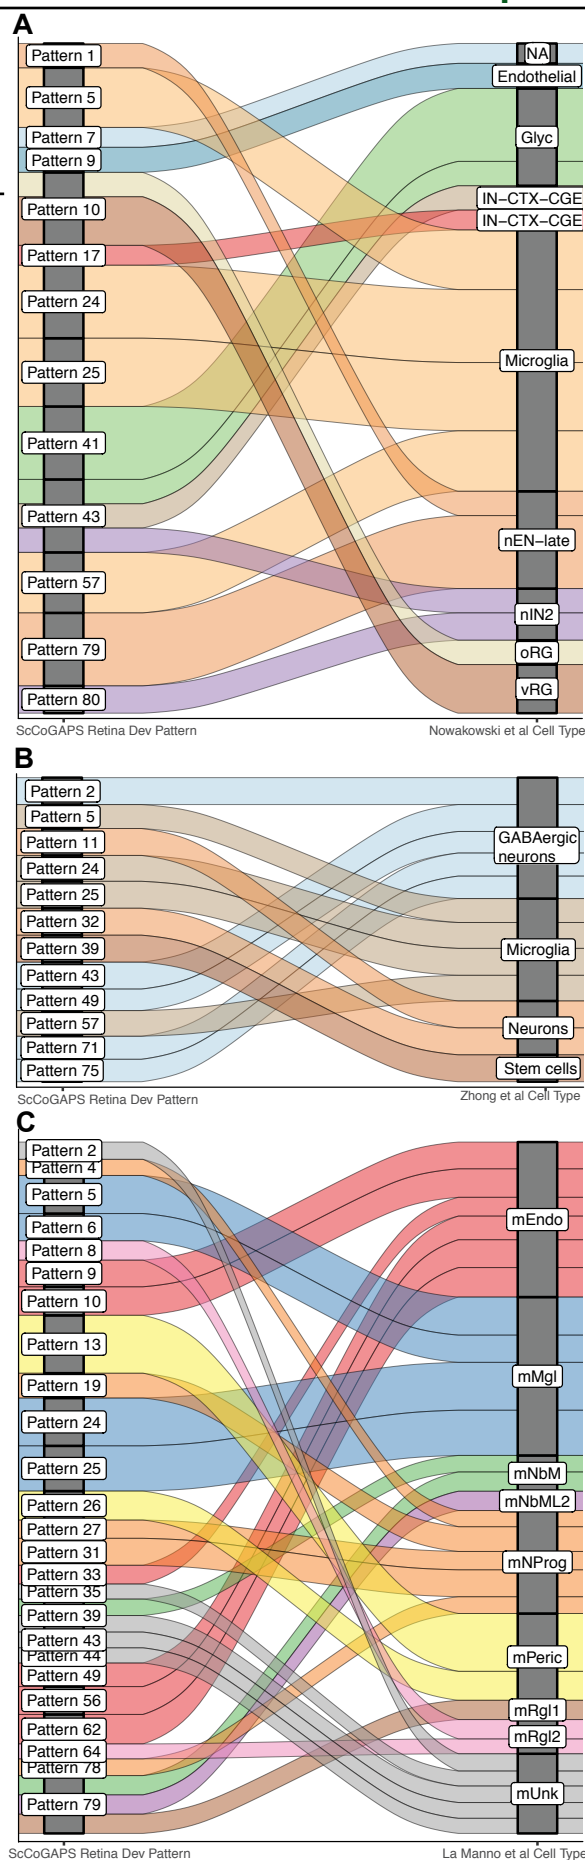 A
Pattern 1
NA
Endothelial
Pattern 5
Pattern 7
Glyc
Pattern 9
IN−CTX−CGE
Pattern 10
IN−CTX−CGE
Pattern 17
Pattern 24
Microglia
Pattern 25
Pattern 41
Pattern 43
nEN−late
Pattern 57
nIN2
Pattern 79
oRG
vRG
Pattern 80
ScCoGAPS Retina Dev Pattern
Nowakowski et al Cell Type
B
Pattern 2
Pattern 5
Pattern 11
GABAergic
neurons
Pattern 24
Pattern 25
Pattern 32
Pattern 39
Microglia
Pattern 43
Pattern 49
Pattern 57
Neurons
Pattern 71
Pattern 75
Stem cells
ScCoGAPS Retina Dev Pattern
Zhong et al Cell Type
C
Pattern 2
Pattern 4
Pattern 5
mEndo
Pattern 6
Pattern 8
Pattern 9
Pattern 10
Pattern 13
mMgl
Pattern 19
Pattern 24
Pattern 25
mNbM
Pattern 26
mNbML2
Pattern 27
Pattern 31
mNProg
Pattern 33
Pattern 35
Pattern 39
Pattern 43
Pattern 44
mPeric
Pattern 49
Pattern 56
mRgl1
Pattern 62
mRgl2
Pattern 64
Pattern 78
mUnk
Pattern 79
ScCoGAPS Retina Dev Pattern
La Manno et al Cell Type